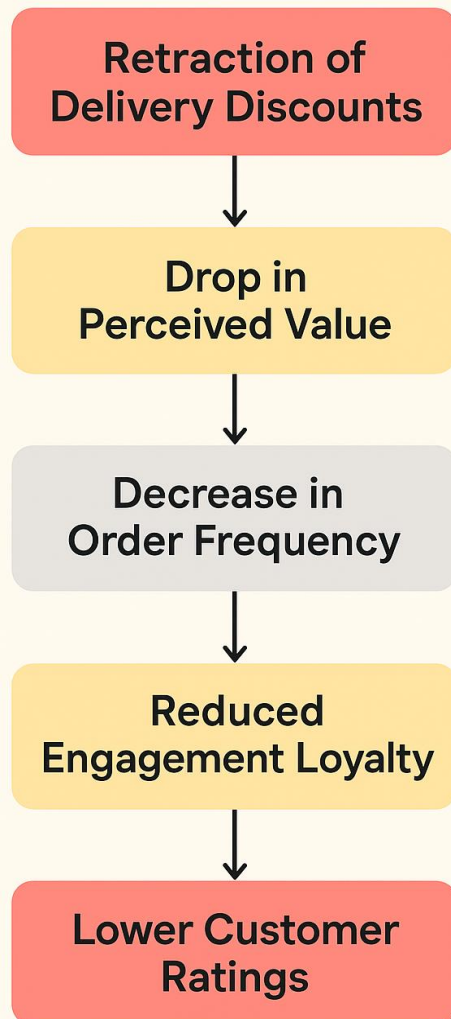 Retraction of
Delivery Discounts
Drop in
Perceived Value
Decrease in
Order Frequency
Reduced
Engagement Loyalty
Lower Customer
Ratings